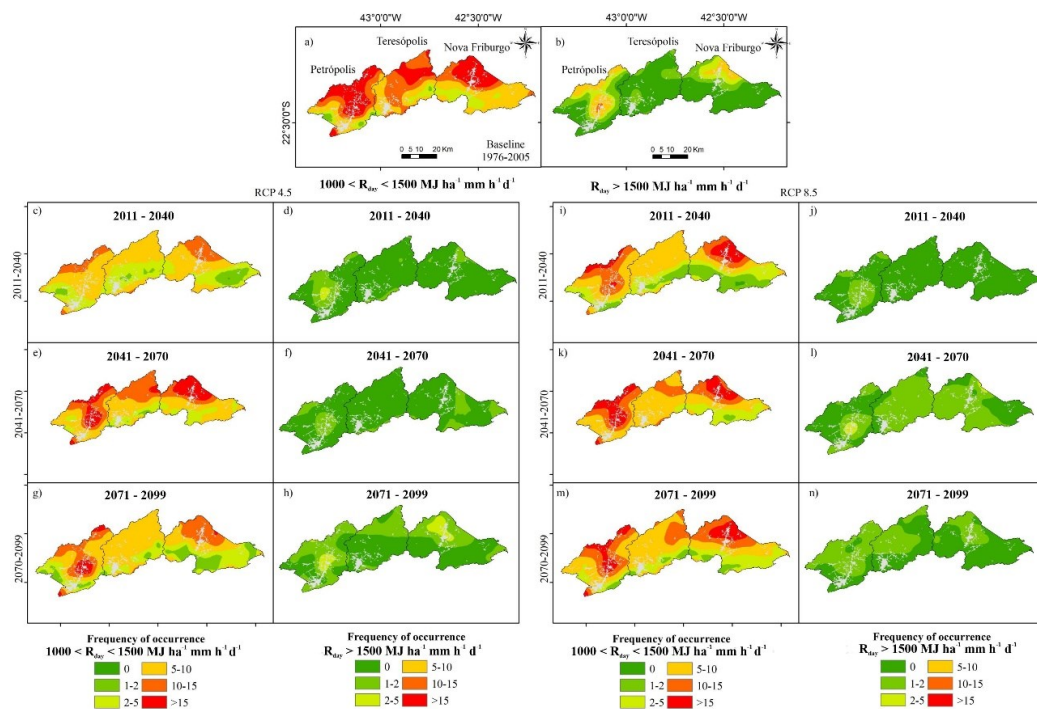 43°00'W 42°30'W 43°00'W 42°30'W
a) Teresópolis Nova Friburgo
Petrópolis
22°30'0"S
Baseline
1976-2005
0 5 10 20 Km
1000 < Rday < 1500 MJ ha-1 mm h-1 d-1
b) Teresópolis Nova Friburgo
Petrópolis
22°30'0"S
0 5 10 20 Km
Rday > 1500 MJ ha-1 mm h-1 d-1
RCP 4.5 RCP 8.5
c) 2011 - 2040 d) 2011 - 2040 i) 2011 - 2040 j) 2011 - 2040
2011-2040 2011-2040
e) 2041 - 2070 f) 2041 - 2070 k) 2041 - 2070 l) 2041 - 2070
2041-2070 2041-2070
g) 2071 - 2099 h) 2071 - 2099 m) 2071 - 2099 n) 2071 - 2099
2070-2099 2070-2099
Frequency of occurrence
1000 < Rday < 1500 MJ ha-1 mm h-1 d-1
0 5-10
1-2 10-15
2-5 >15
Frequency of occurrence
Rday > 1500 MJ ha-1 mm h-1 d-1
0 5-10
1-2 10-15
2-5 >15
Frequency of occurrence
1000 < Rday < 1500 MJ ha-1 mm h-1 d-1
0 5-10
1-2 10-15
2-5 >15
Frequency of occurrence
Rday > 1500 MJ ha-1 mm h-1 d-1
0 5-10
1-2 10-15
2-5 >15